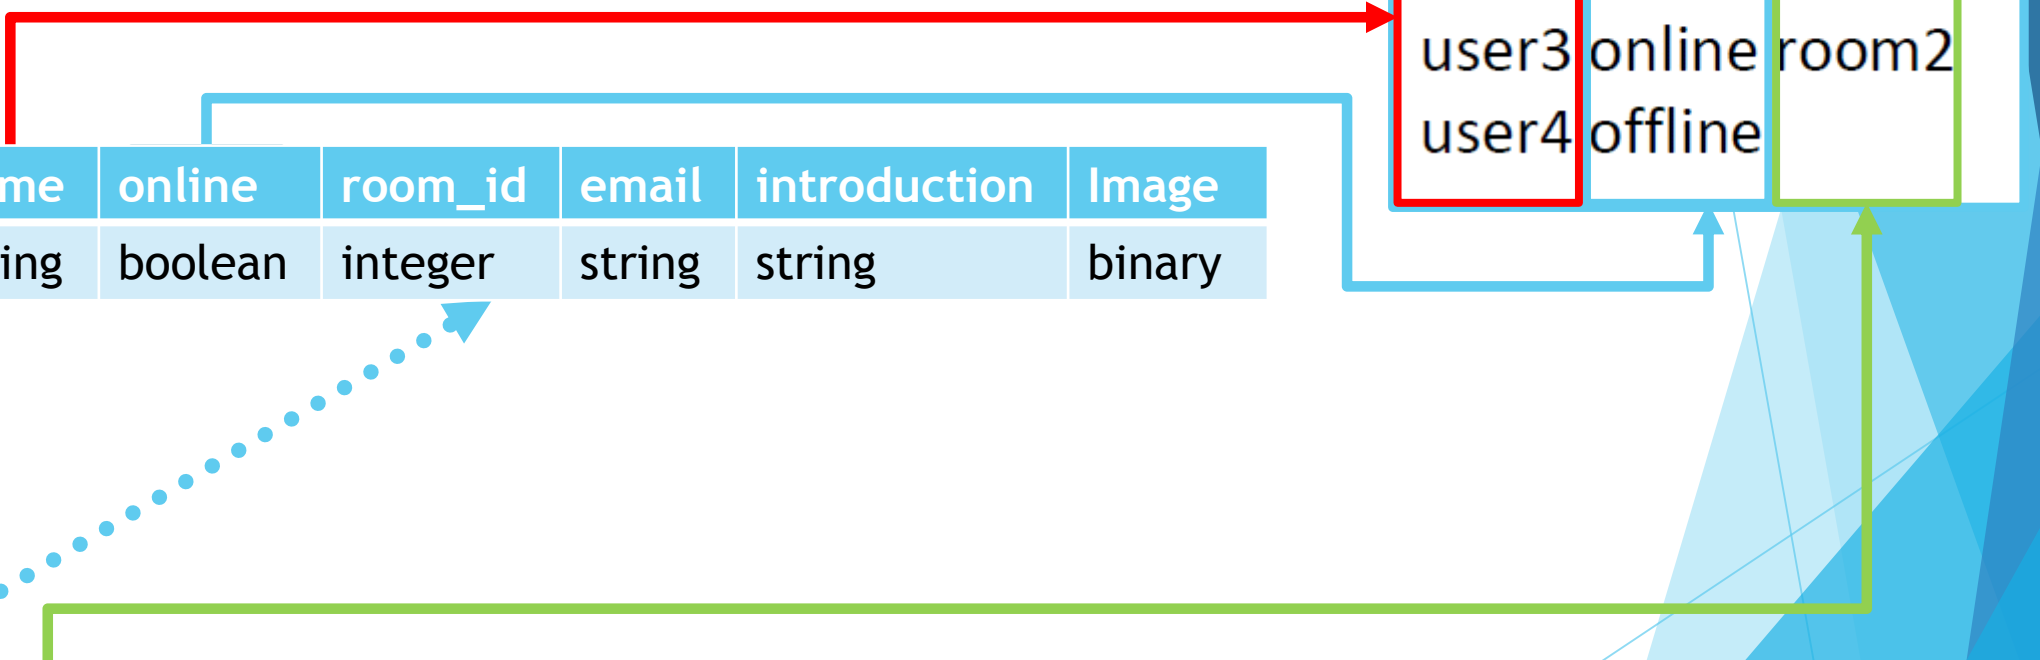 user3 online room2
user4 offline
me online room_id email introduction Image
ing boolean integer string string binary